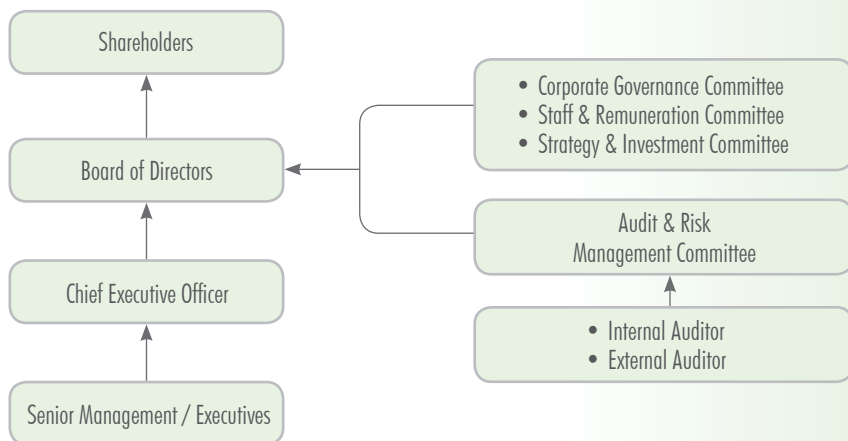 Shareholders
Board of Directors
Chief Executive Officer
Senior Management / Executives
• Corporate Governance Committee
• Staff & Remuneration Committee
• Strategy & Investment Committee
Audit & Risk
Management Committee
• Internal Auditor
• External Auditor